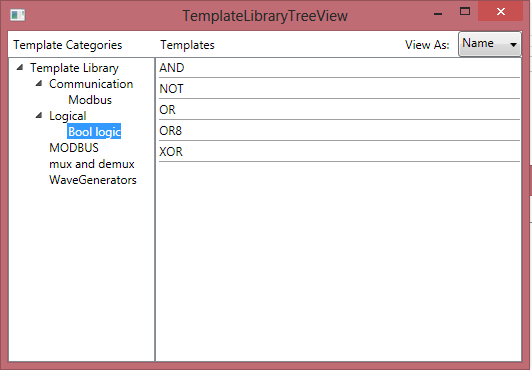 TemplateLibraryTreeView
Template Categories
Templates
View As: Name
Template Library
Communication
Modbus
Logical
Bool logic
MODBUS
mux and demux
WaveGenerators
AND
NOT
OR
OR8
XOR